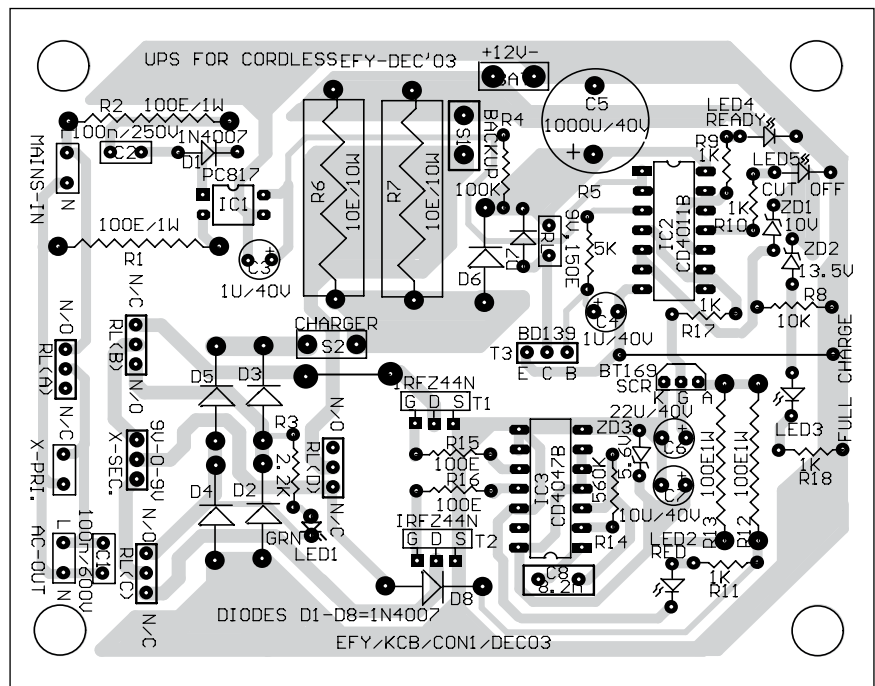 UPS FOR CORDLESS EFY-DEC'03
+12V-
BAT
R2 100E/1W
100n/250V
C2
1N4007
D1
MAINS-IN
L
N
PC817
IC1
100E/1W
R1
C3
1U/40V
R6
10E/10W
R7
10E/10W
S1
BACKUP
R4
100K
C5
1000U/40V
+
D6
D7
RL
9V,150E
R5
5K
C4
1U/40V
IC2
CD4011B
LED4
READY
R9
1K
LED5
CUT OFF
1K
R10
ZD1
10V
ZD2
13.5V
R8
10K
1K
R17
N/O
RL(A)
N/C
N/C
RL(B)
N/O
CHARGER
S2
BD139
T3
E C B
BT169
SCR
K G A
FULL CHARGE
LED3
1K
R18
D5
D3
D4
D2
R3
2.2K
GRN
LED1
N/O
RL(D)
N/C
IRFZ44N
G D S
T1
R15
100E
R16
100E
IRFZ44N
G D S
T2
D8
IC3
CD4047B
C8
8.2n
560K
R14
ZD3
5.6V
22U/40V
C6
C7
10U/40V
100E1W
R13
100E1W
R12
LED2
RED
1K
R11
X-PRI.
9V-0-9V
X-SEC.
AC-OUT
L
N
100n/600V
C1
N/O
RL(C)
N/C
DIODES D1-D8=1N4007
EFY/KCB/CON1/DEC03